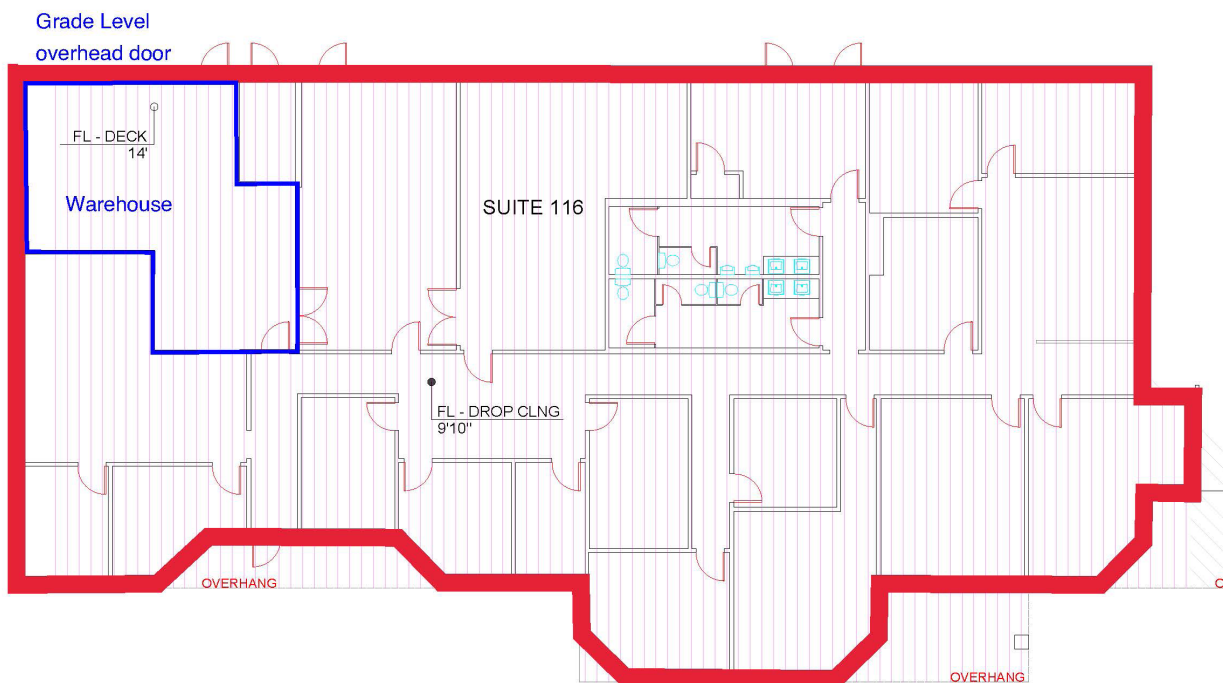 Grade Level
overhead door
FL - DECK
14'
Warehouse
SUITE 116
FL - DROP CLNG
9'10"
OVERHANG
OVERHANG